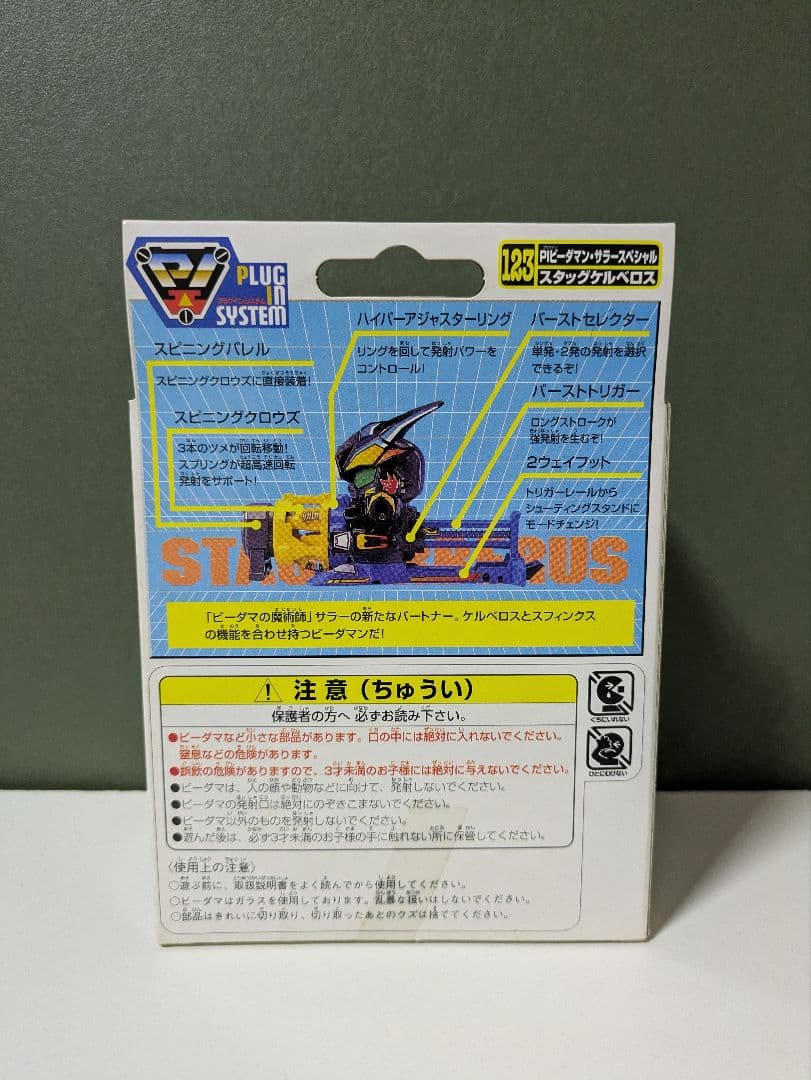 PI
PLUG
IN
プラグインシステム
SYSTEM
123
PIビーダマン・サラースペシャル
スタッグケルベロス
スピニングバレル
スピニングクロウズに直接装着!
スピニングクロウズ
3本のツメが回転移動!
スプリングが超高速回転
発射をサポート!
ハイパーアジャスターリング
リングを回して発射パワーを
コントロール!
バーストセレクター
単発・2発の発射を選択
できるぞ!
バーストトリガー
ロングストロークが
強発射を生むぞ!
2ウェイフット
トリガーレールから
シューティングスタンドに
モードチェンジ!
「ビーダマの魔術師」サラーの新たなパートナー。ケルベロスとスフィンクス
の機能を合わせ持つビーダマンだ!
注意(ちゅうい)
保護者の方へ 必ずお読み下さい。
●ビーダマなど小さな部品があります。口の中には絶対に入れないでください。
窒息などの危険があります。
●誤飲の危険がありますので、3才未満のお子様には絶対に与えないでください。
●ビーダマは、人の顔や動物などに向けて、発射しないでください。
●ビーダマの発射口は絶対にのぞきこまないでください。
●ビーダマ以外のものを発射しないでください。
●遊んだ後は、必ず3才未満のお子様の手に触れない所に保管してください。
くちにいれない
ひとにむけない
〈使用上の注意〉
○遊ぶ前に、取扱説明書をよく読んでから使用してください。
○ビーダマはガラスを使用しております。乱暴な扱いはしないでください。
○部品はきれいに切り取り、切り取ったあとのクズは捨ててください。